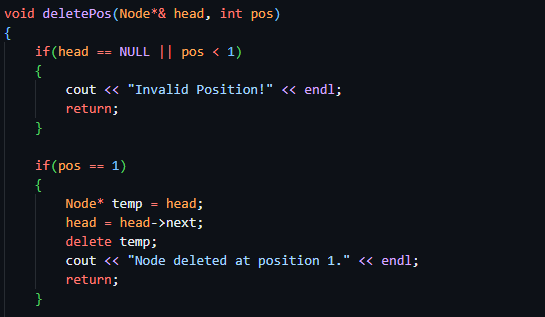 void deletePos(Node*& head, int pos)
{
    if(head == NULL || pos < 1)
    {
        cout << "Invalid Position!" << endl;
        return;
    }

    if(pos == 1)
    {
        Node* temp = head;
        head = head->next;
        delete temp;
        cout << "Node deleted at position 1." << endl;
        return;
    }